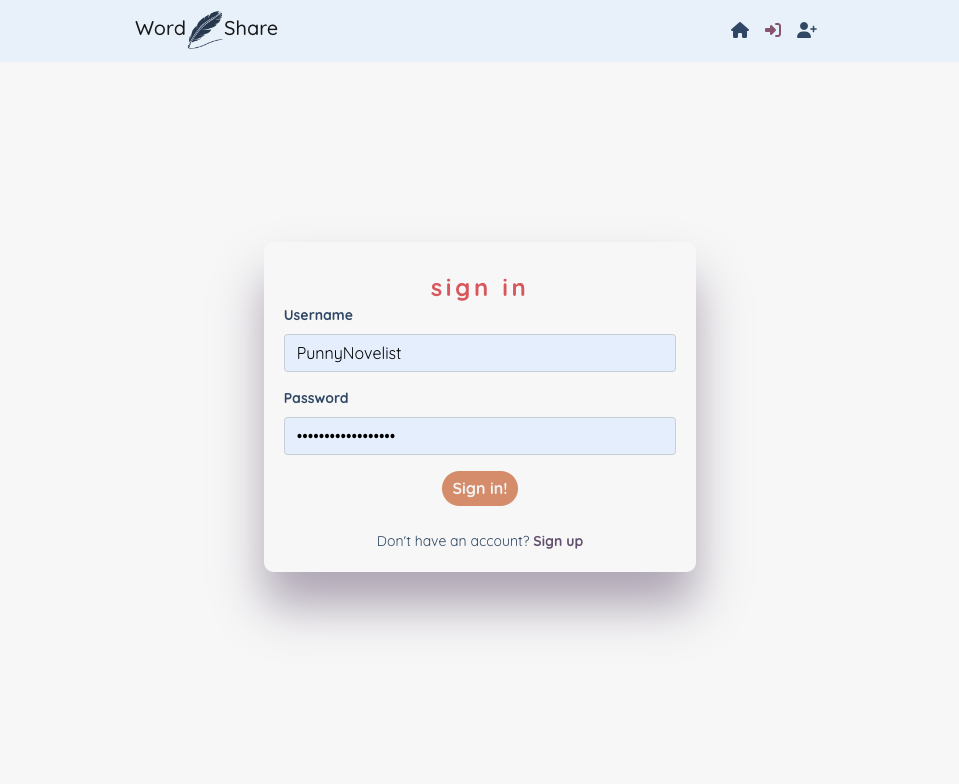 Word Share
sign in
Username
PunnyNovelist
Password
••••••••••••••••••
Sign in!
Don't have an account? Sign up